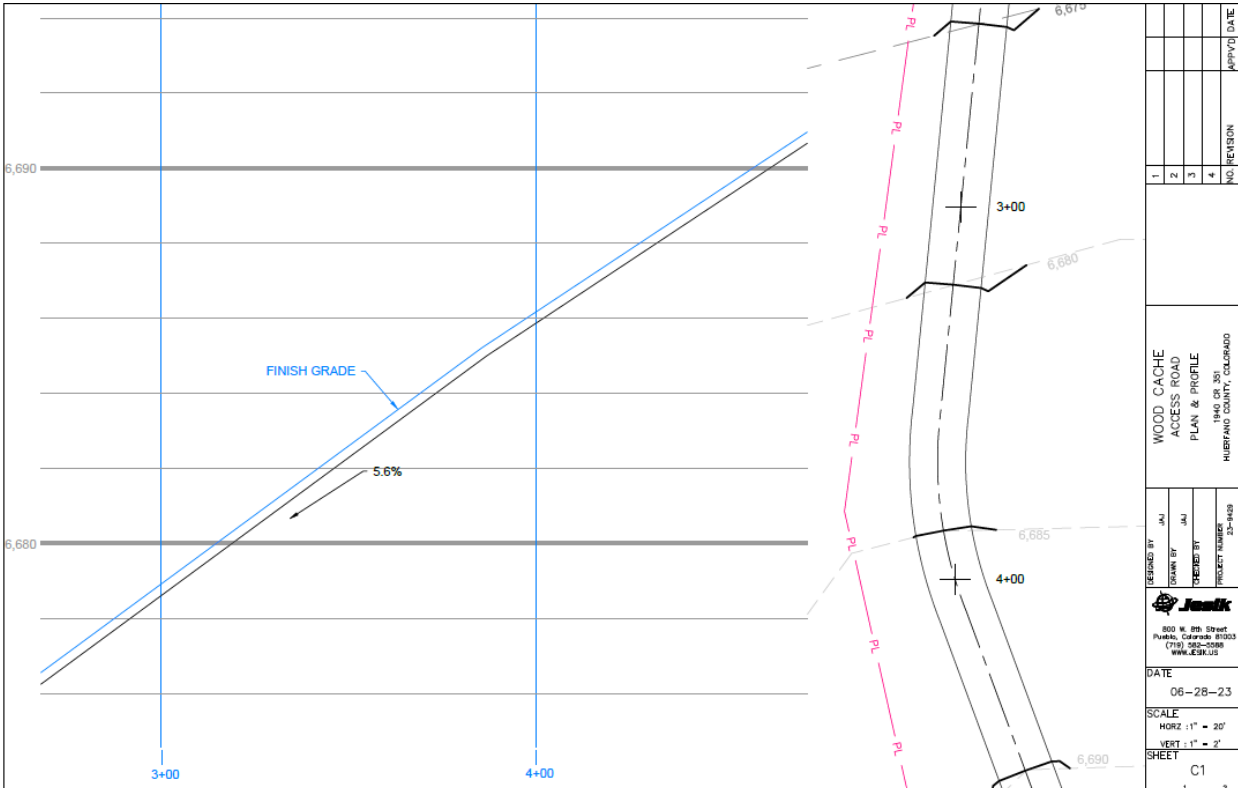 6,690
6,680
FINISH GRADE
5.6%
3+00
4+00
6,675
PL
PL
PL
PL
PL
PL
PL
PL
3+00
6,680
6,685
4+00
6,690
1
2
3
4
NO.
REVISION
APPV'D
DATE
WOOD CACHE
ACCESS ROAD
PLAN & PROFILE
1940 CR 351
HUERFANO COUNTY, COLORADO
DESIGNED BY
JAJ
DRAWN BY
JAJ
CHECKED BY
PROJECT NUMBER
23-9429
Jesik
800 W. 8th Street
Pueblo, Colorado 81003
(719) 582-5588
WWW.JESIK.US
DATE
06-28-23
SCALE
HORZ :1" = 20'
VERT : 1" = 2'
SHEET
C1